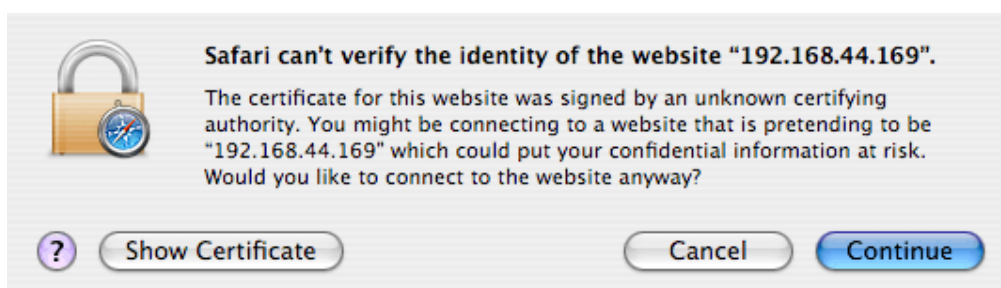 Safari can't verify the identity of the website “192.168.44.169”.
The certificate for this website was signed by an unknown certifying
authority. You might be connecting to a website that is pretending to be
“192.168.44.169” which could put your confidential information at risk.
Would you like to connect to the website anyway?
? Show Certificate Cancel Continue